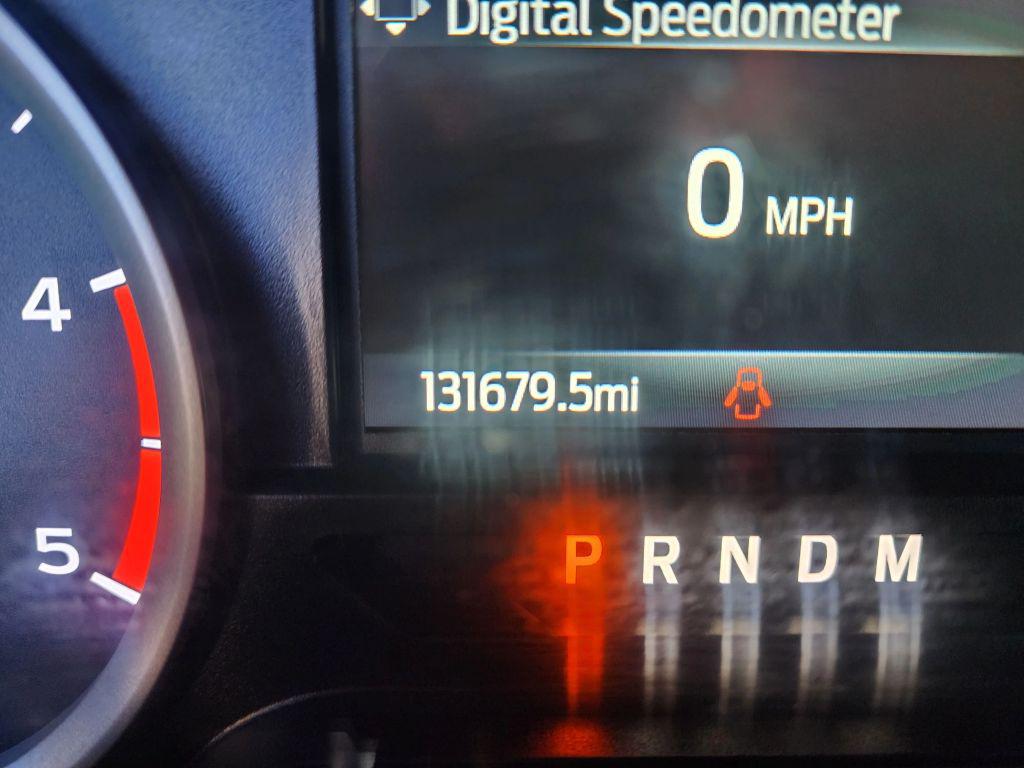 Digital Speedometer
0 MPH
4
131679.5mi
5
P R N D M